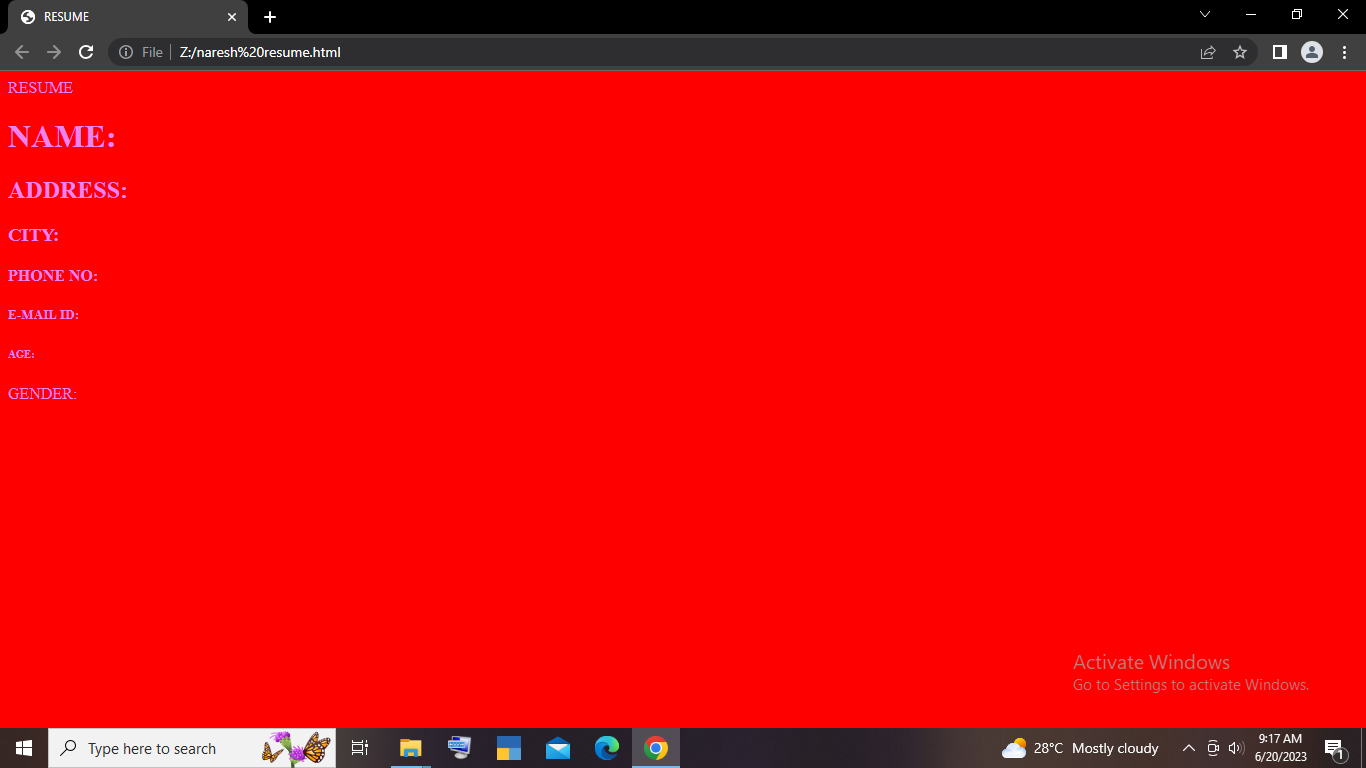 RESUME
File
Z:/naresh%20resume.html
RESUME
NAME:
ADDRESS:
CITY:
PHONE NO:
E-MAIL ID:
AGE:
GENDER:
Activate Windows
Go to Settings to activate Windows.
Type here to search
28°C Mostly cloudy
9:17 AM
6/20/2023
1